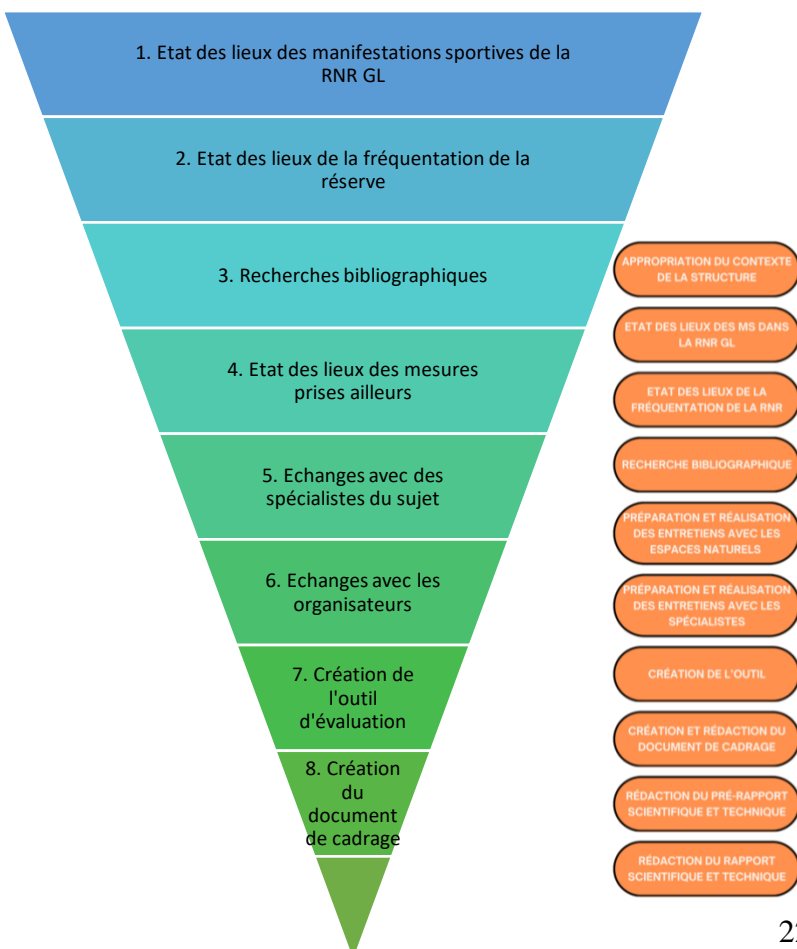 1. Etat des lieux des manifestations sportives de la
RNR GL
2. Etat des lieux de la fréquentation de la
réserve
3. Recherches bibliographiques
4. Etat des lieux des mesures
prises ailleurs
5. Echanges avec des
spécialistes du sujet
6. Echanges avec les
organisateurs
7. Création de
l'outil
d'évaluation
8. Création
du
document
de cadrage
APPROPRIATION DU CONTEXTE
DE LA STRUCTURE
ETAT DES LIEUX DES MS DANS
LA RNR GL
ETAT DES LIEUX DE LA
FRÉQUENTATION DE LA RNR
RECHERCHE BIBLIOGRAPHIQUE
PRÉPARATION ET RÉALISATION
DES ENTRETIENS AVEC LES
ESPACES NATURELS
PRÉPARATION ET RÉALISATION
DES ENTRETIENS AVEC LES
SPÉCIALISTES
CRÉATION DE L'OUTIL
CRÉATION ET RÉDACTION DU
DOCUMENT DE CADRAGE
RÉDACTION DU PRÉ-RAPPORT
SCIENTIFIQUE ET TECHNIQUE
RÉDACTION DU RAPPORT
SCIENTIFIQUE ET TECHNIQUE